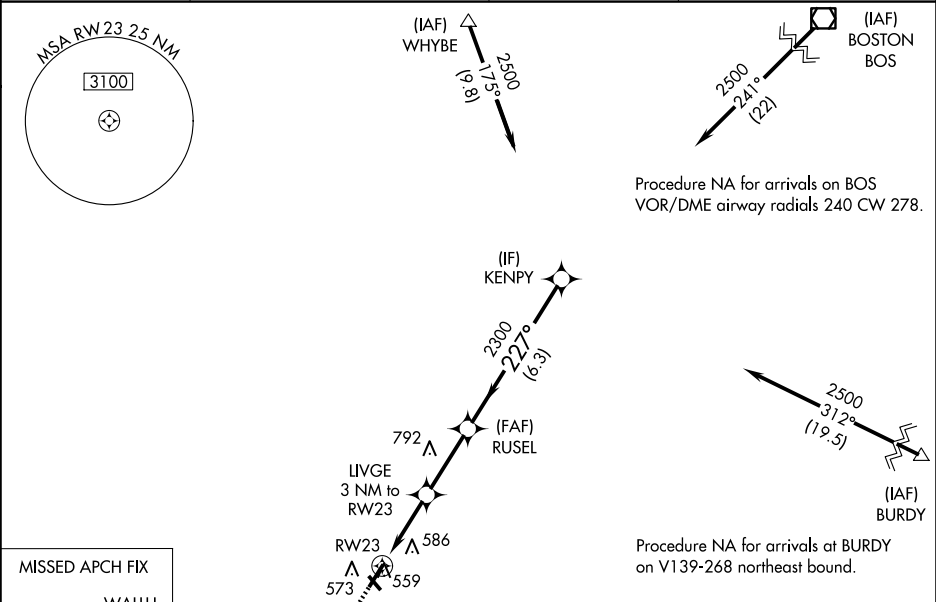 MSA RW 23 25 NM
3100
(IAF)
WHYBE
2500
175°
(9.8)
(IAF)
BOSTON
BOS
2500
241°
(22)
Procedure NA for arrivals on BOS
VOR/DME airway radials 240 CW 278.
(IF)
KENPY
2300
227°
(6.3)
(FAF)
RUSEL
792
LIVGE
3 NM to
RW23
2500
312°
(19.5)
(IAF)
BURDY
Procedure NA for arrivals at BURDY
on V139-268 northeast bound.
RW23
586
573
559
MISSED APCH FIX